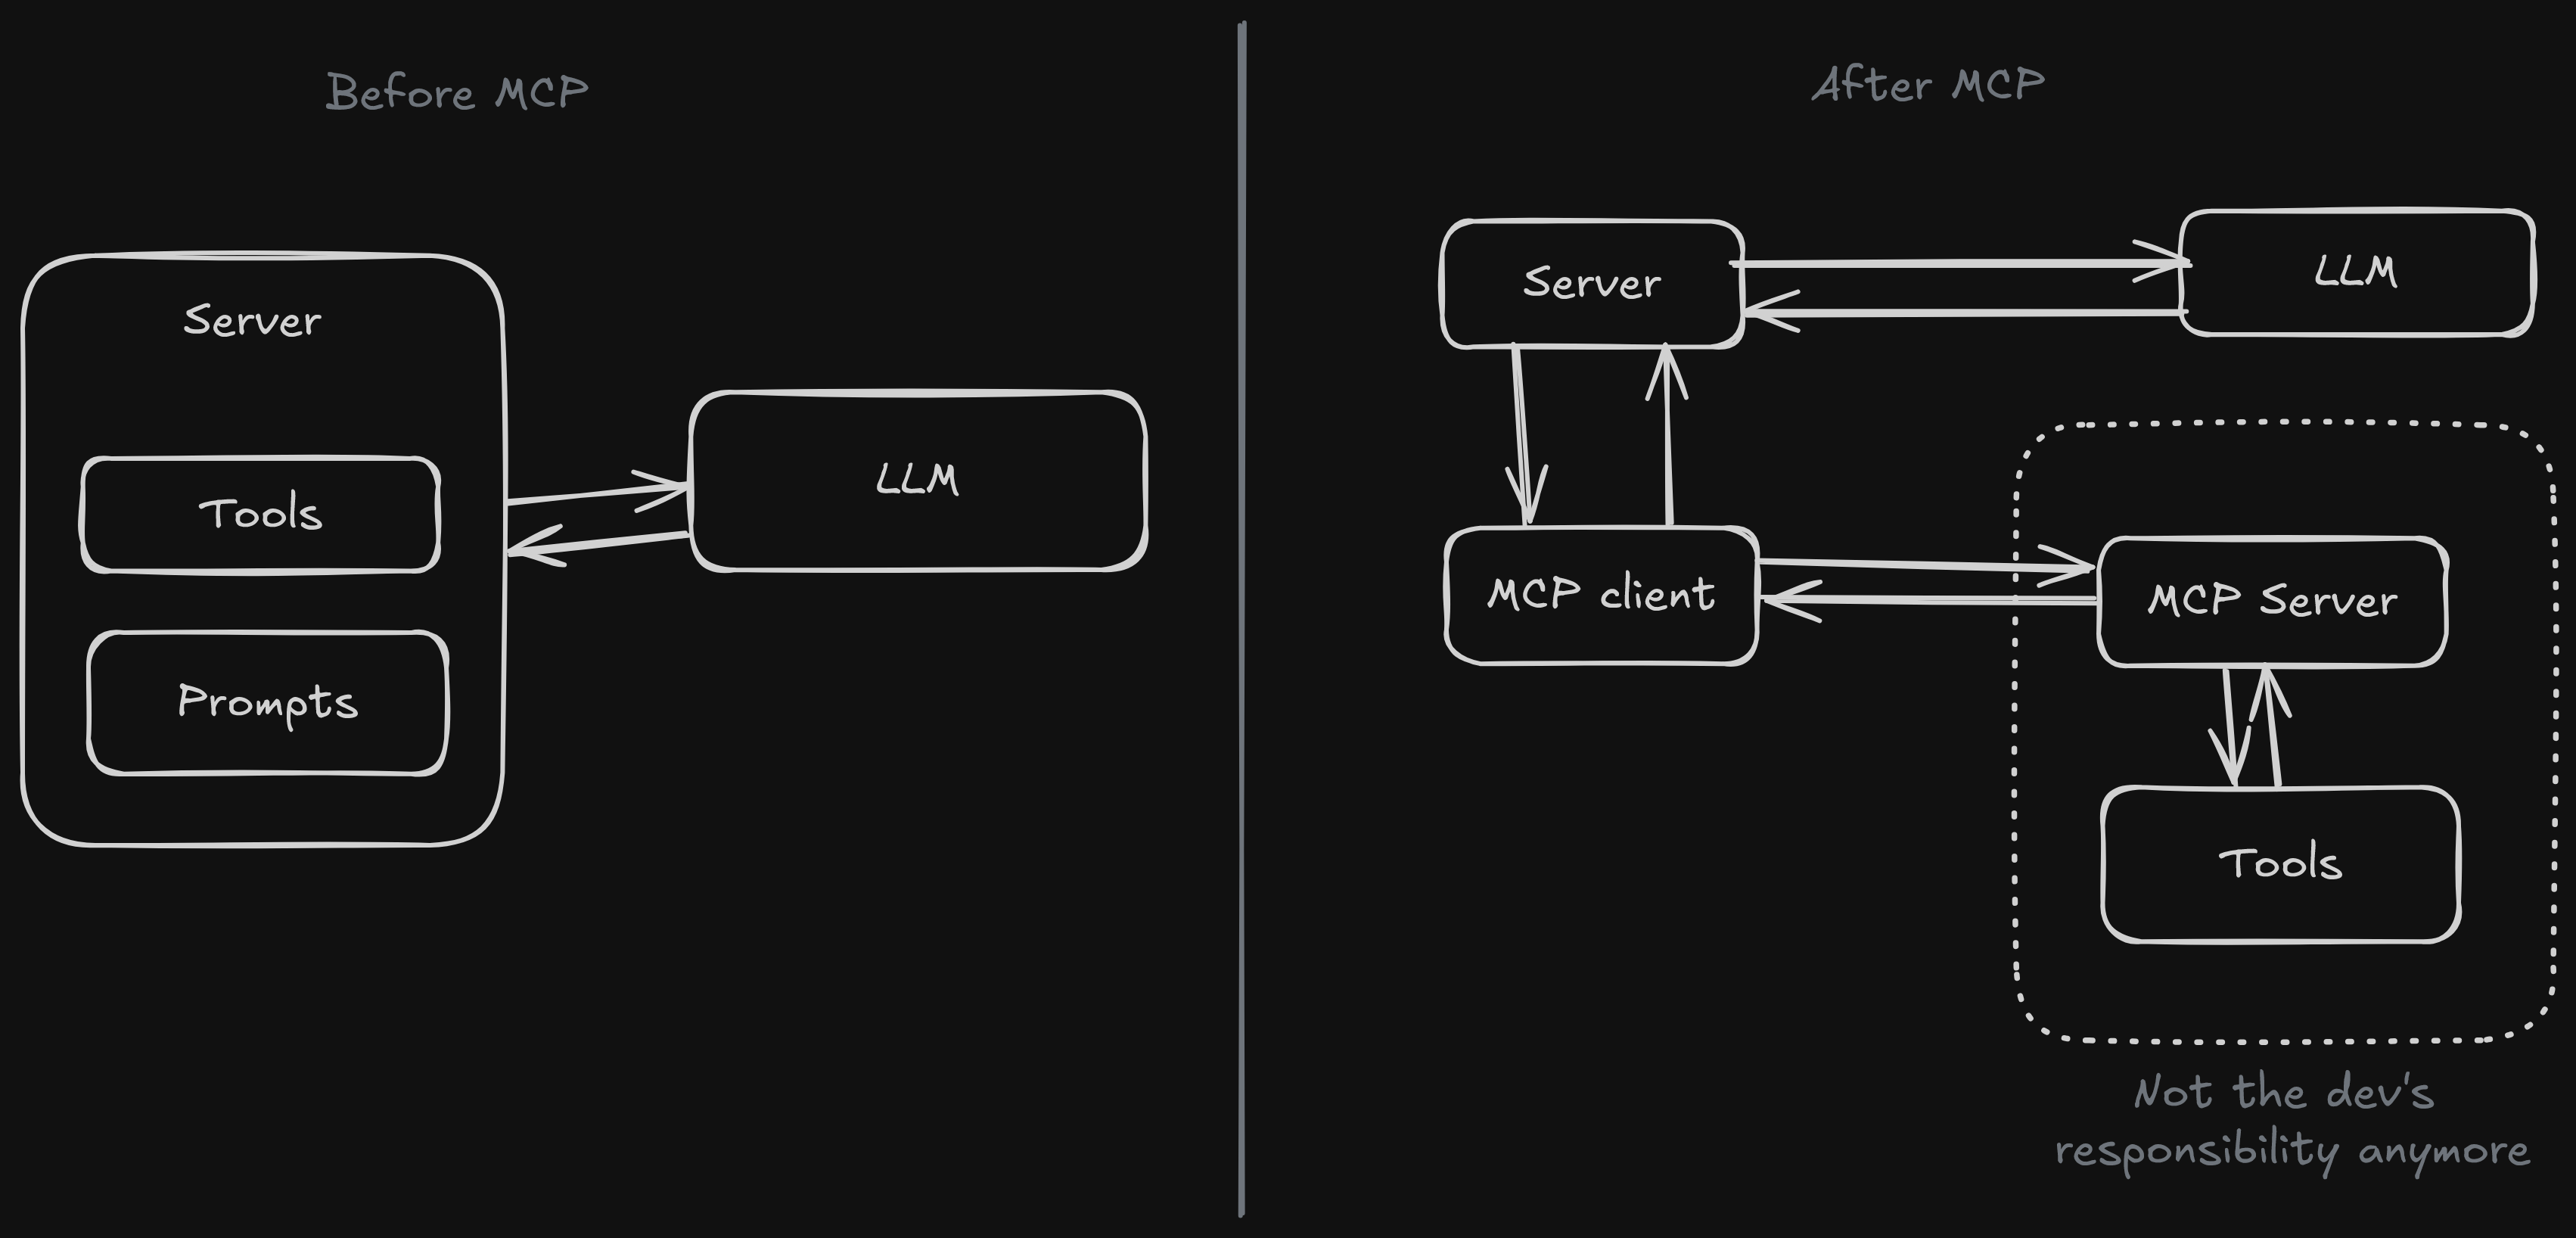 Before MCP
Server
Tools
Prompts
LLM
After MCP
Server
LLM
MCP client
MCP Server
Tools
Not the dev's
responsibility anymore